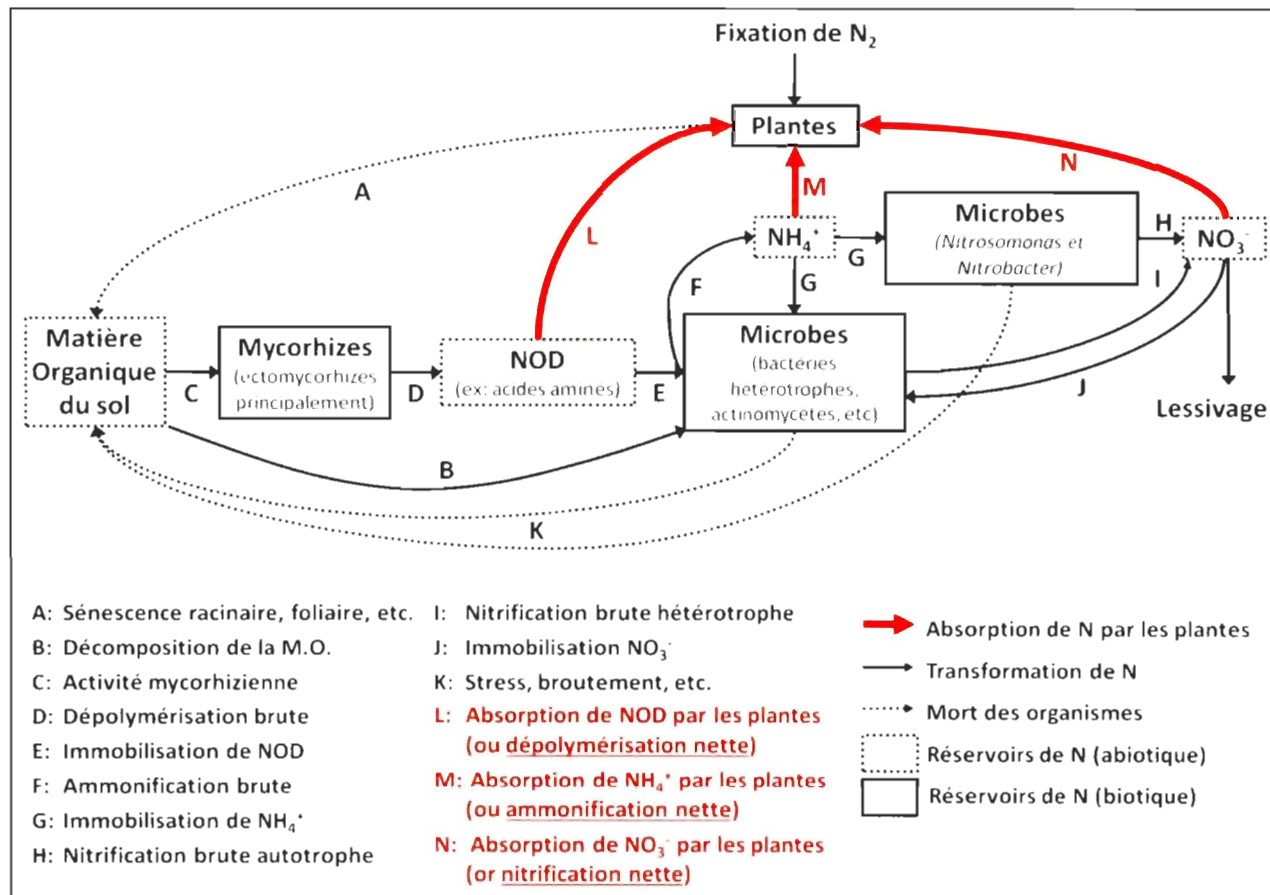 Fixation de N₂
Plantes
A
L
M
N
NH₄⁺
G
Microbes
(Nitrosomonas et
Nitrobacter)
H
NO₃⁻
F
G
I
Matière
Organique
du sol
C
Mycorhizes
(ectomycorhizes
principalement)
D
NOD
(ex: acides aminés)
E
Microbes
(bactéries
hétérotrophes,
actinomycètes, etc)
J
Lessivage
B
K
A: Sénescence racinaire, foliaire, etc.
B: Décomposition de la M.O.
C: Activité mycorhizienne
D: Dépolymérisation brute
E: Immobilisation de NOD
F: Ammonification brute
G: Immobilisation de NH₄⁺
H: Nitrification brute autotrophe
I: Nitrification brute hétérotrophe
J: Immobilisation NO₃⁻
K: Stress, broutement, etc.
L: Absorption de NOD par les plantes
(ou dépolymérisation nette)
M: Absorption de NH₄⁺ par les plantes
(ou ammonification nette)
N: Absorption de NO₃⁻ par les plantes
(or nitrification nette)
Absorption de N par les plantes
Transformation de N
Mort des organismes
Réservoirs de N (abiotique)
Réservoirs de N (biotique)